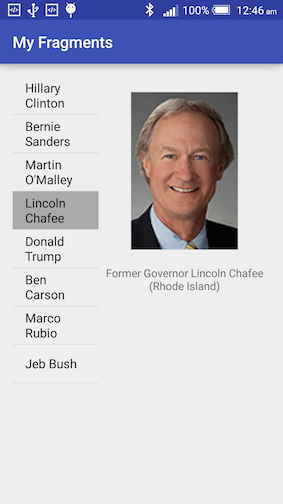 100% 12:46 am
My Fragments
Hillary
Clinton
Bernie
Sanders
Martin
O'Malley
Lincoln
Chafee
Donald
Trump
Ben
Carson
Marco
Rubio
Jeb Bush
Former Governor Lincoln Chafee
(Rhode Island)